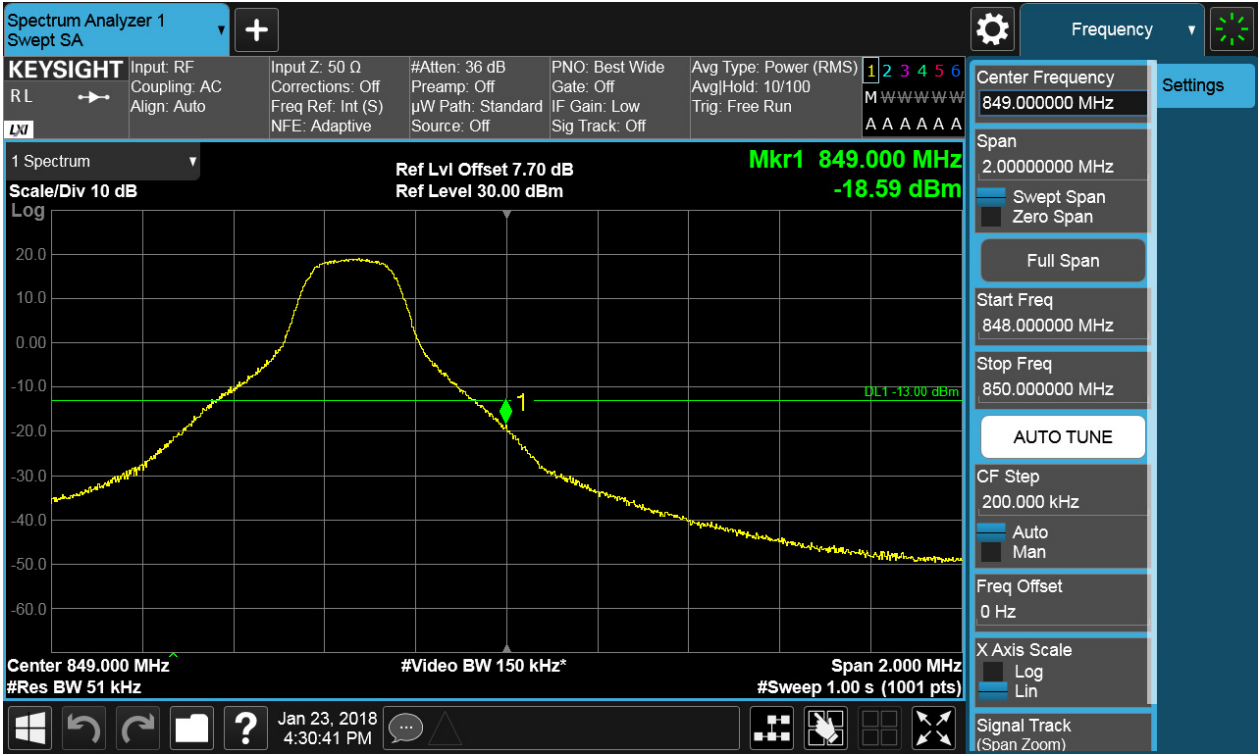 Spectrum Analyzer 1
Swept SA
+
Frequency
KEYSIGHT
R L
LXI
Input: RF
Coupling: AC
Align: Auto
Input Z: 50 Ω
Corrections: Off
Freq Ref: Int (S)
NFE: Adaptive
#Atten: 36 dB
Preamp: Off
µW Path: Standard
Source: Off
PNO: Best Wide
Gate: Off
IF Gain: Low
Sig Track: Off
Avg Type: Power (RMS)
Avg|Hold: 10/100
Trig: Free Run
1 2 3 4 5 6
M W W W W W
A A A A A A
1 Spectrum
Scale/Div 10 dB
Log
Ref Lvl Offset 7.70 dB
Ref Level 30.00 dBm
Mkr1 849.000 MHz
-18.59 dBm
20.0
10.0
0.00
-10.0
-20.0
-30.0
-40.0
-50.0
-60.0
DL1 -13.00 dBm
1
Center 849.000 MHz
#Res BW 51 kHz
#Video BW 150 kHz*
Span 2.000 MHz
#Sweep 1.00 s (1001 pts)
?
Jan 23, 2018
4:30:41 PM
Center Frequency
849.000000 MHz
Settings
Span
2.00000000 MHz
Swept Span
Zero Span
Full Span
Start Freq
848.000000 MHz
Stop Freq
850.000000 MHz
AUTO TUNE
CF Step
200.000 kHz
Auto
Man
Freq Offset
0 Hz
X Axis Scale
Log
Lin
Signal Track
(Span Zoom)